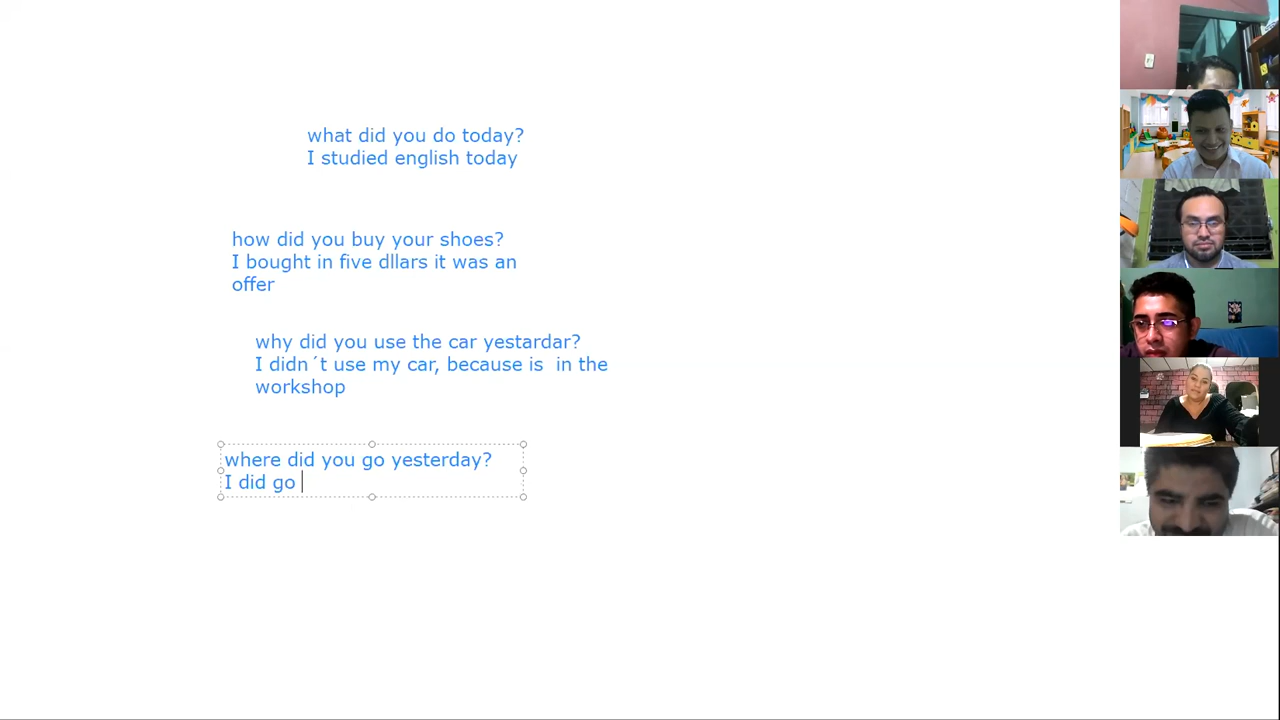 what did you do today?
I studied english today
how did you buy your shoes?
I bought in five dllars it was an
offer
why did you use the car yestardar?
I didn´t use my car, because is  in the
workshop
where did you go yesterday?
I did go